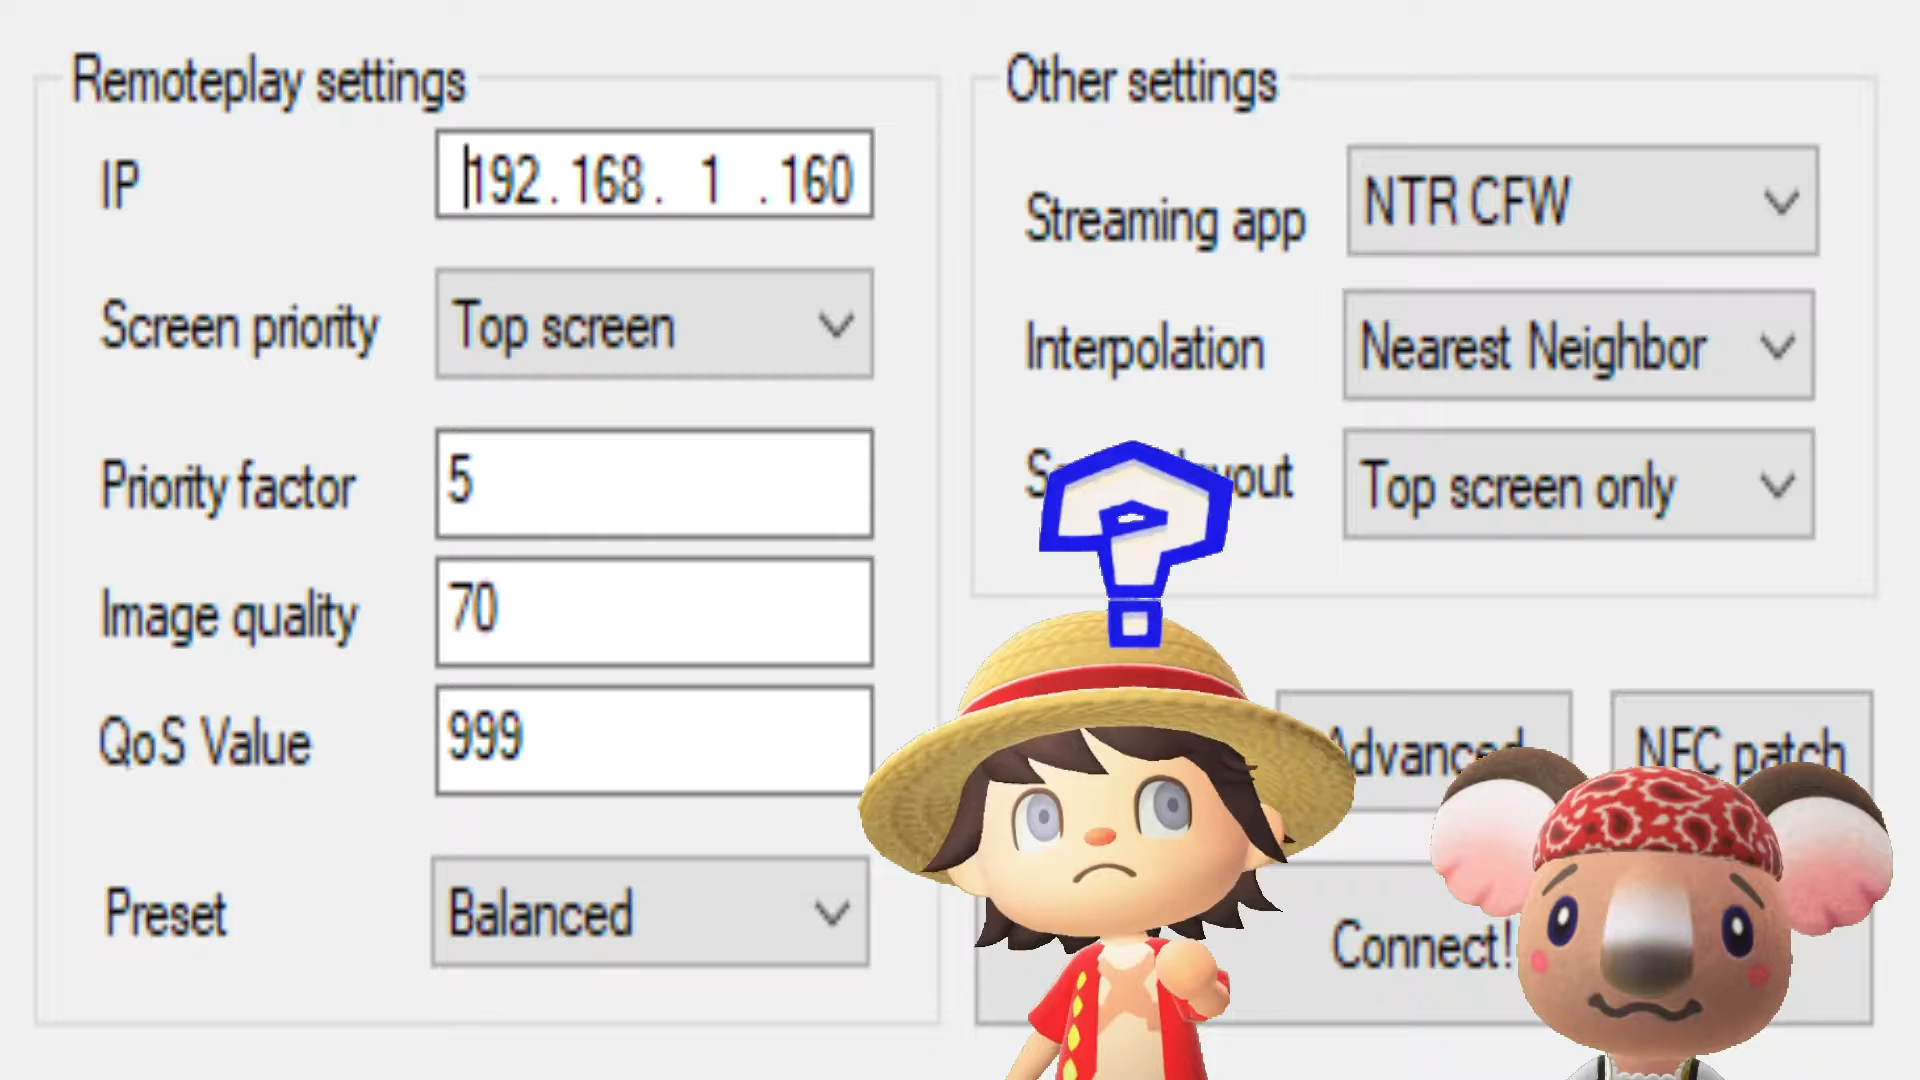 Remoteplay settings
IP
192.168. 1 .160
Screen priority
Top screen
Priority factor
5
Image quality
70
QoS Value
999
Preset
Balanced
Other settings
Streaming app
NTR CFW
Interpolation
Nearest Neighbor
Top screen only
Advanced
NFC patch
Connect!
?